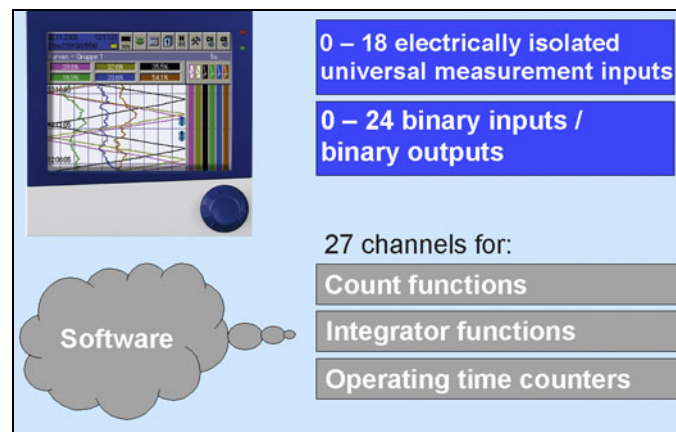 0 – 18 electrically isolated
universal measurement inputs
0 – 24 binary inputs /
binary outputs
27 channels for:
Count functions
Software
Integrator functions
Operating time counters